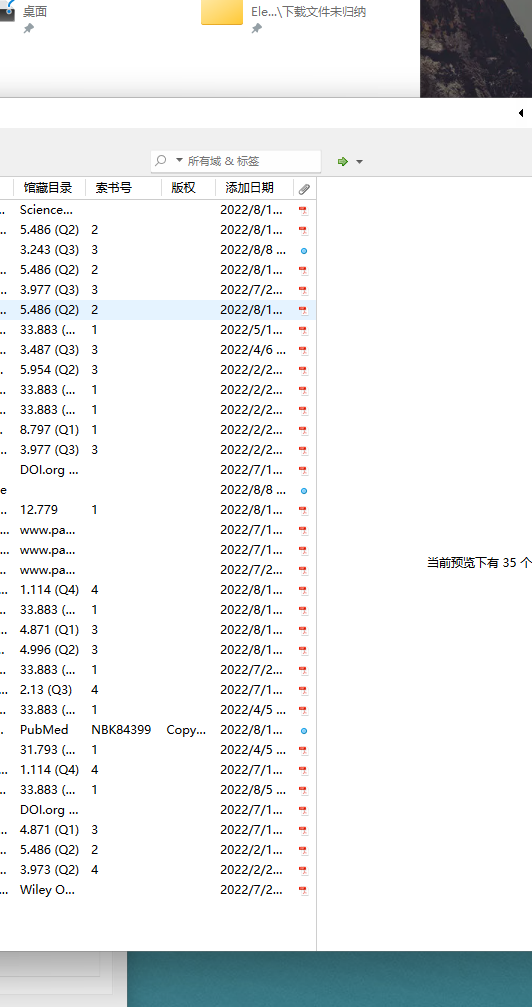 桌面
Ele...\下载文件未归纳
所有域 & 标签
馆藏目录 索书号 版权 添加日期
.. Science... 2022/8/1...
.. 5.486 (Q2) 2 2022/8/1...
3.243 (Q3) 3 2022/8/8 ...
.. 5.486 (Q2) 2 2022/8/1...
.. 3.977 (Q3) 3 2022/7/2...
.. 5.486 (Q2) 2 2022/8/1...
.. 33.883 (... 1 2022/5/1...
.. 3.487 (Q3) 3 2022/4/6 ...
. 5.954 (Q2) 3 2022/2/2...
.. 33.883 (... 1 2022/2/2...
.. 33.883 (... 1 2022/2/2...
. 8.797 (Q1) 1 2022/2/2...
.. 3.977 (Q3) 3 2022/2/2...
DOI.org ... 2022/7/1...
e 2022/8/8 ...
.. 12.779 1 2022/8/1...
... www.pa... 2022/7/1...
... www.pa... 2022/7/1...
... www.pa... 2022/7/2...
.. 1.114 (Q4) 4 2022/8/1...
.. 33.883 (... 1 2022/8/1...
.. 4.871 (Q1) 3 2022/8/1...
.. 4.996 (Q2) 3 2022/8/1...
.. 33.883 (... 1 2022/7/2...
.. 2.13 (Q3) 4 2022/7/1...
.. 33.883 (... 1 2022/4/5 ...
. PubMed NBK84399 Copy... 2022/8/1...
31.793 (... 1 2022/4/5 ...
.. 1.114 (Q4) 4 2022/7/1...
.. 33.883 (... 1 2022/8/5 ...
DOI.org ... 2022/7/1...
.. 4.871 (Q1) 3 2022/7/1...
.. 5.486 (Q2) 2 2022/2/1...
.. 3.973 (Q2) 4 2022/2/2...
... Wiley O... 2022/7/2...
当前预览下有 35 个